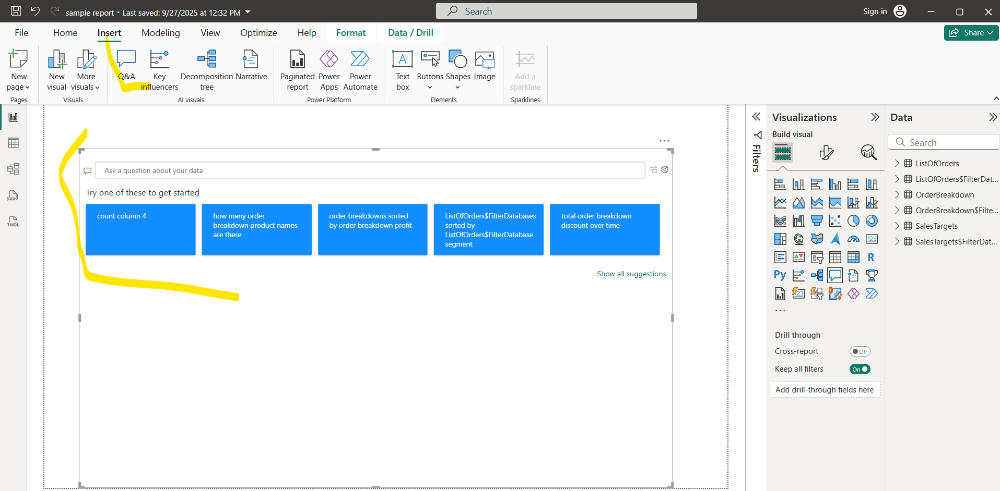 sample report • Last saved: 9/27/2025 at 12:32 PM
Search
Sign in
File Home Insert Modeling View Optimize Help Format Data / Drill
Share
New page
Pages
New visual
More visuals
Visuals
Q&A
Key influencers
Decomposition tree
Narrative
AI visuals
Paginated report
Power Apps
Power Automate
Power Platform
Text box
Buttons
Shapes
Image
Elements
Add a sparkline
Sparklines
DAX
TMDL
Ask a question about your data
Try one of these to get started
count column 4
how many order
breakdown product names
are there
order breakdowns sorted
by order breakdown profit
ListOfOrders$FilterDatabases
sorted by
ListOfOrders$FilterDatabase
segment
total order breakdown
discount over time
Show all suggestions
Filters
Visualizations
Build visual
123
R
Py
123
Drill through
Cross-report Off
Keep all filters On
Add drill-through fields here
Data
Search
ListOfOrders
ListOfOrders$FilterDat...
OrderBreakdown
OrderBreakdown$Filte...
SalesTargets
SalesTargets$FilterDat...